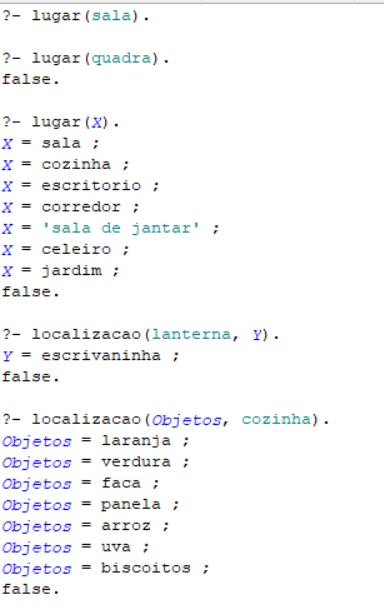 ?- lugar(sala).
?- lugar(quadra).
false.
?- lugar(X).
X = sala ;
X = cozinha ;
X = escritorio ;
X = corredor ;
X = 'sala de jantar' ;
X = celeiro ;
X = jardim ;
false.
?- localizacao(lanterna, Y).
Y = escrivaninha ;
false.
?- localizacao(Objetos, cozinha).
Objetos = laranja ;
Objetos = verdura ;
Objetos = faca ;
Objetos = panela ;
Objetos = arroz ;
Objetos = uva ;
Objetos = biscoitos ;
false.